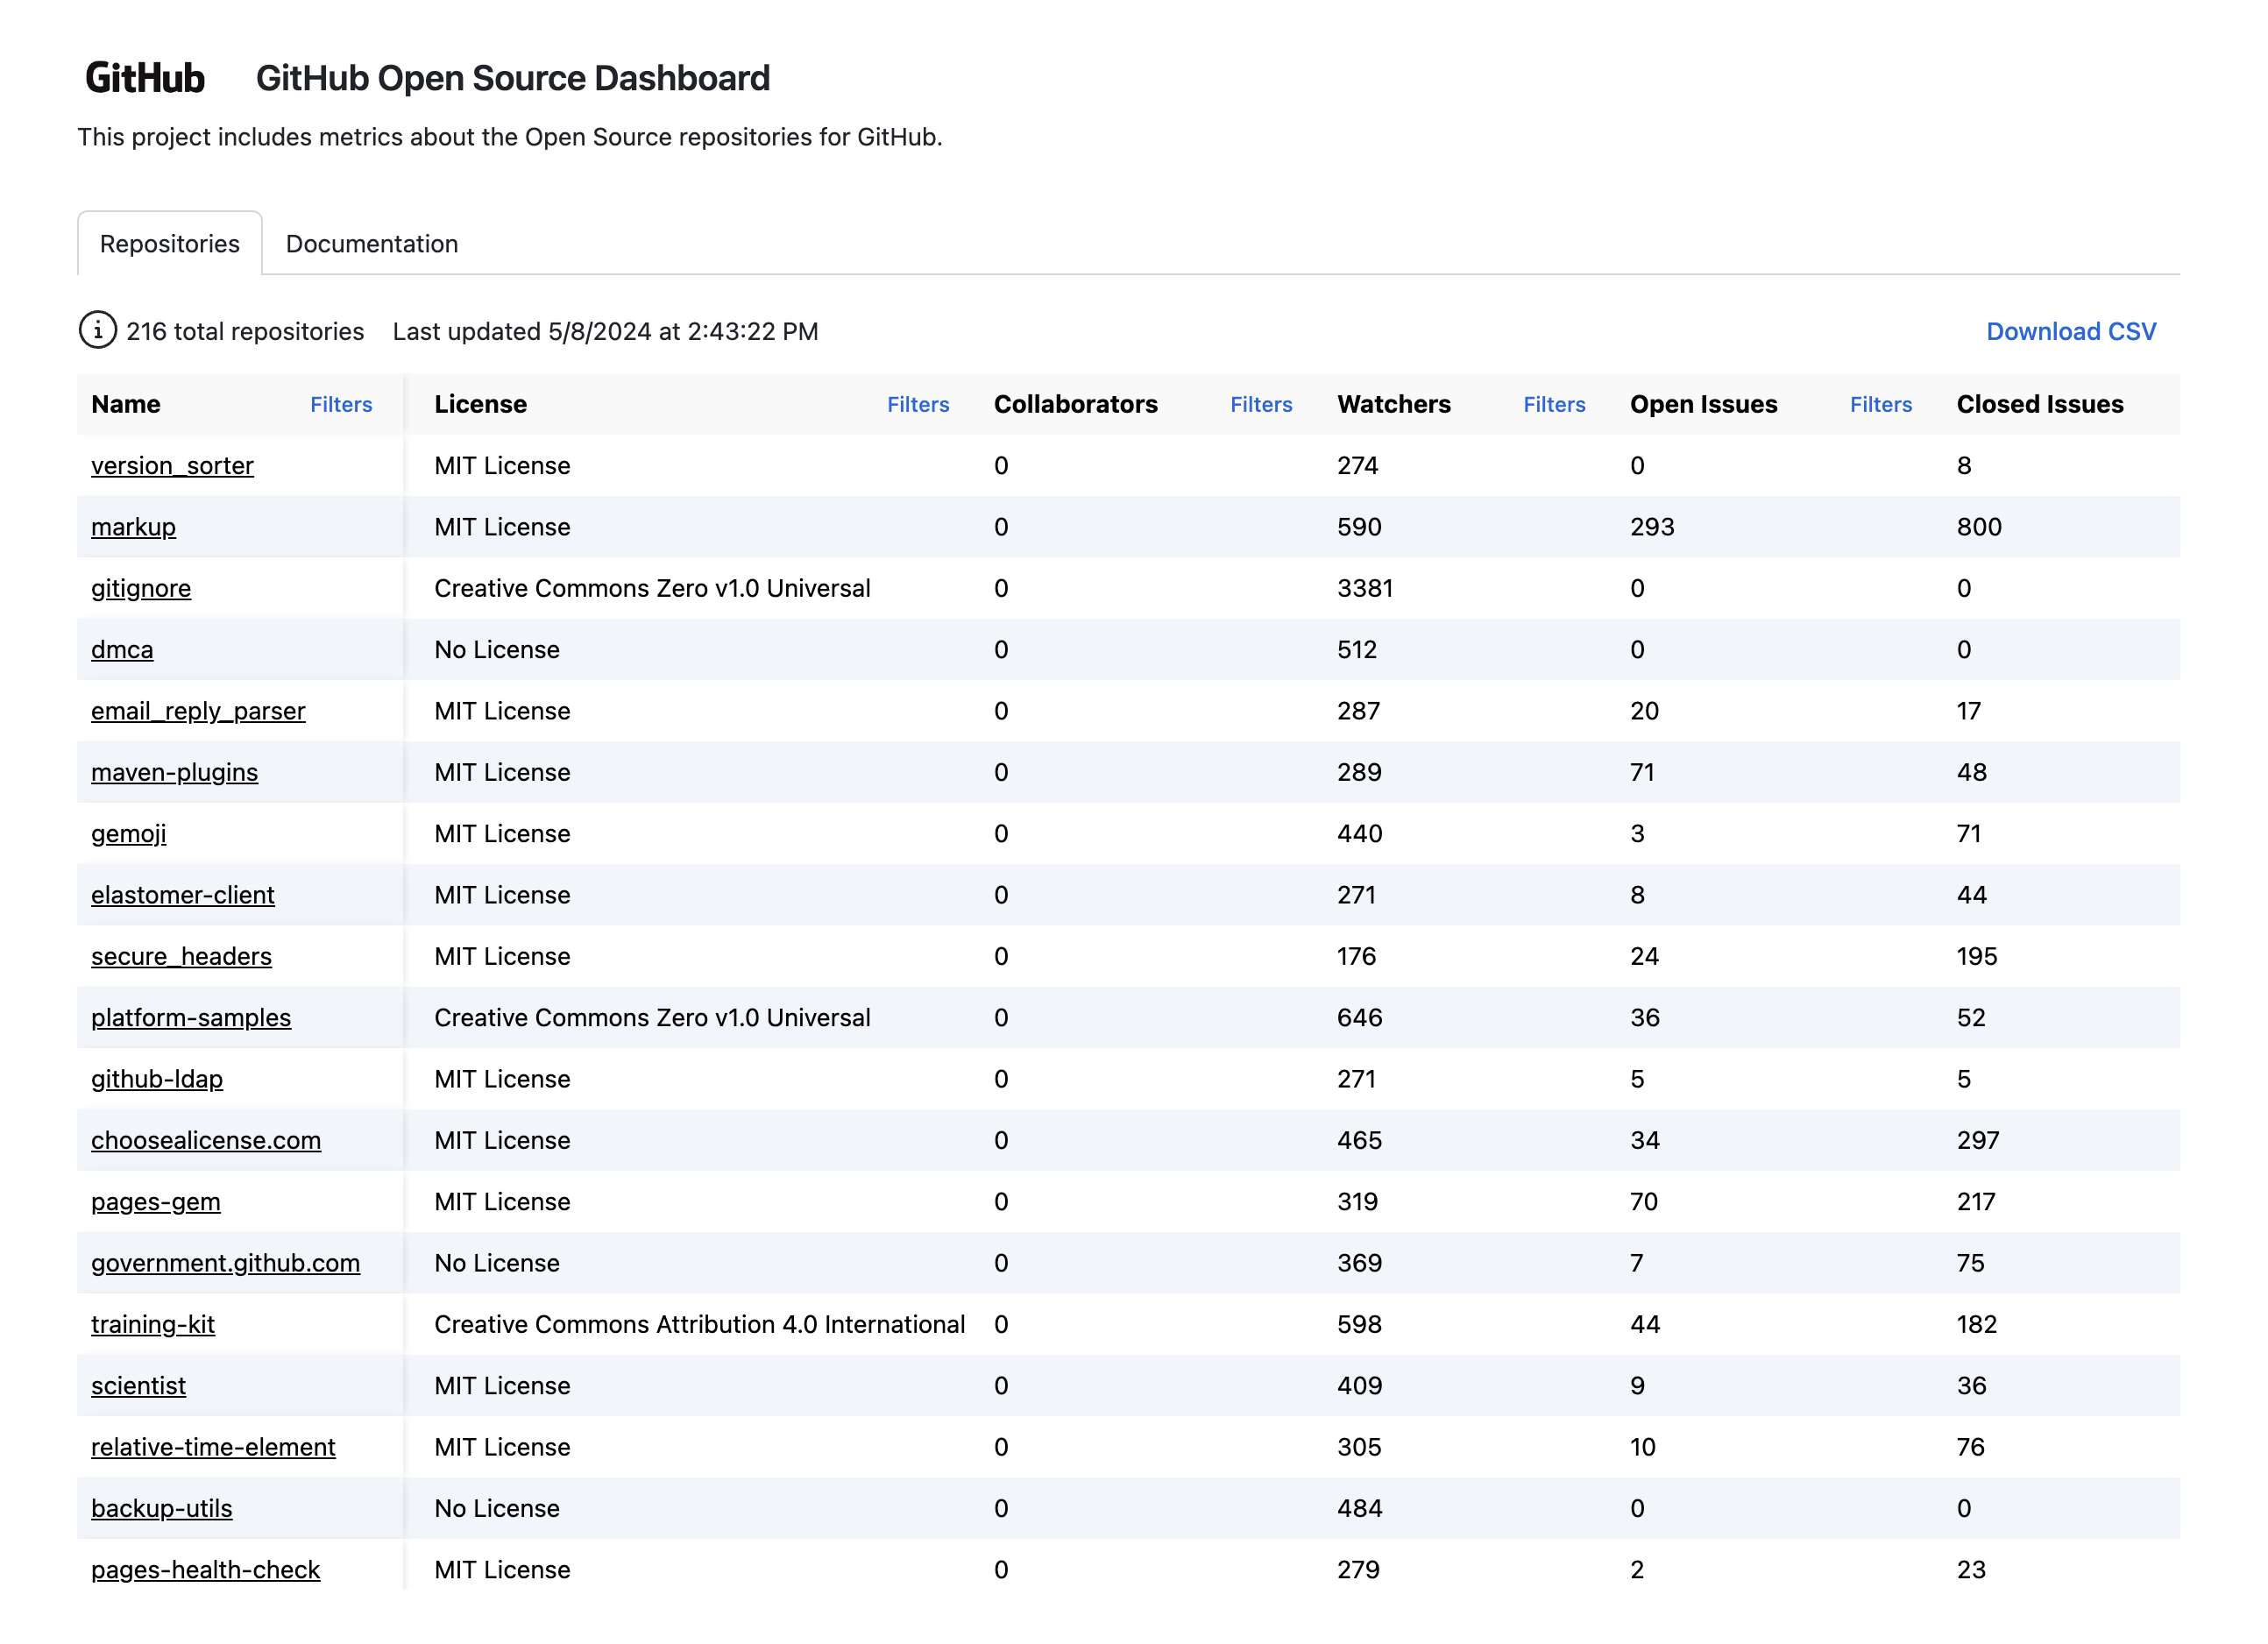 GitHub GitHub Open Source Dashboard
This project includes metrics about the Open Source repositories for GitHub.
Repositories Documentation
i 216 total repositories Last updated 5/8/2024 at 2:43:22 PM Download CSV
Name Filters License Filters Collaborators Filters Watchers Filters Open Issues Filters Closed Issues
version_sorter MIT License 0 274 0 8
markup MIT License 0 590 293 800
gitignore Creative Commons Zero v1.0 Universal 0 3381 0 0
dmca No License 0 512 0 0
email_reply_parser MIT License 0 287 20 17
maven-plugins MIT License 0 289 71 48
gemoji MIT License 0 440 3 71
elastomer-client MIT License 0 271 8 44
secure_headers MIT License 0 176 24 195
platform-samples Creative Commons Zero v1.0 Universal 0 646 36 52
github-ldap MIT License 0 271 5 5
choosealicense.com MIT License 0 465 34 297
pages-gem MIT License 0 319 70 217
government.github.com No License 0 369 7 75
training-kit Creative Commons Attribution 4.0 International 0 598 44 182
scientist MIT License 0 409 9 36
relative-time-element MIT License 0 305 10 76
backup-utils No License 0 484 0 0
pages-health-check MIT License 0 279 2 23